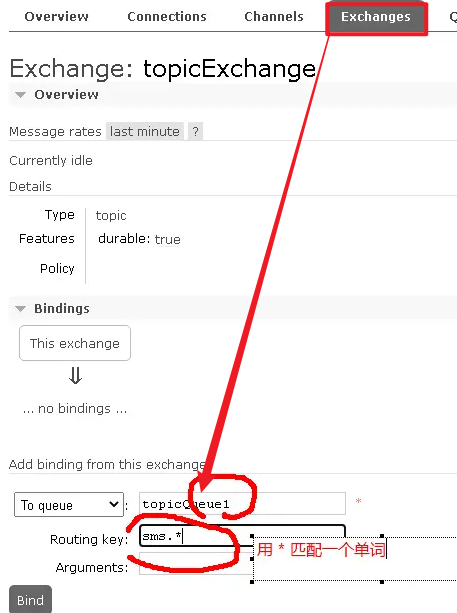 Overview Connections Channels Exchanges Q
Exchange: topicExchange
Overview
Message rates last minute ?
Currently idle
Details
Type topic
Features durable: true
Policy
Bindings
This exchange
⇓
... no bindings ...
Add binding from this exchange
To queue : topicQueue1 *
Routing key: sms.*
用 * 匹配一个单词
Arguments:
Bind